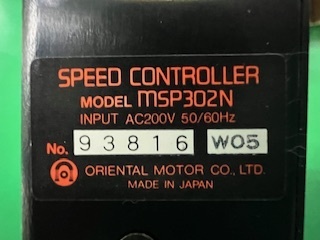 SPEED CONTROLLER
MODEL MSP302N
INPUT AC200V 50/60Hz
No. 93816 W05
ORIENTAL MOTOR CO., LTD.
MADE IN JAPAN